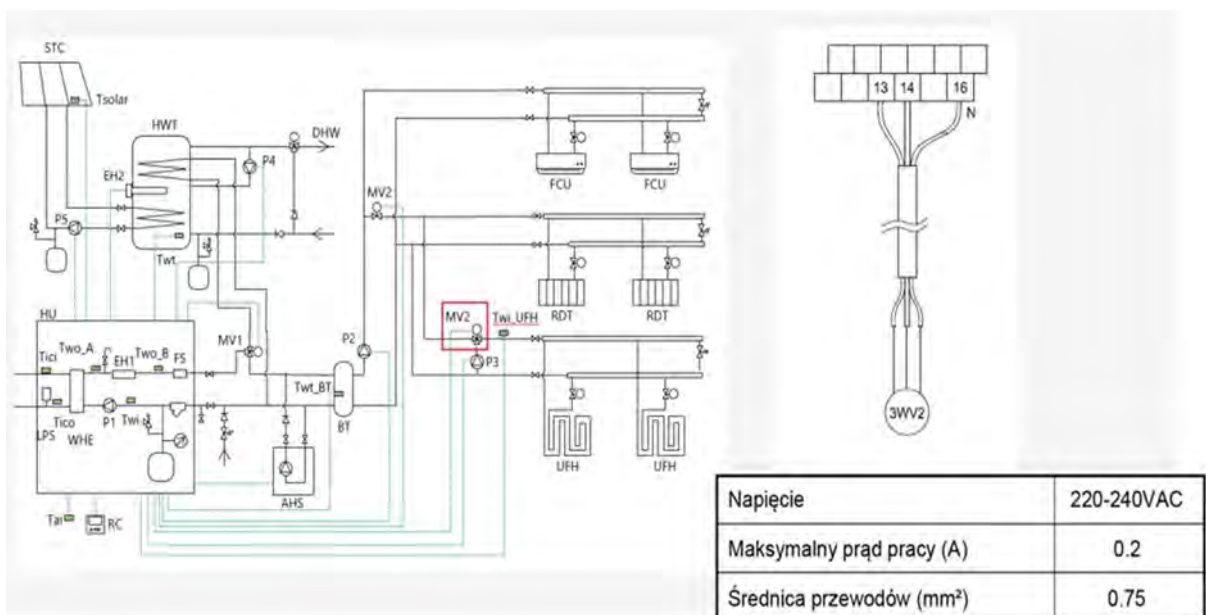 STC
Tsolar
HWT
DHW
P4
EH2
P5
Twt
MV2
FCU
FCU
RDT
RDT
HU
Tici
Two_A
EH1
Two_B
FS
MV1
P2
MV2
Twi_UFH
P3
Twt_BT
BT
LPS
Tico
WHE
P1
Twi
AHS
UFH
UFH
RC
13 14 16
N
3WV2
Napięcie 220-240VAC
Maksymalny prąd pracy (A) 0.2
Średnica przewodów (mm²) 0.75